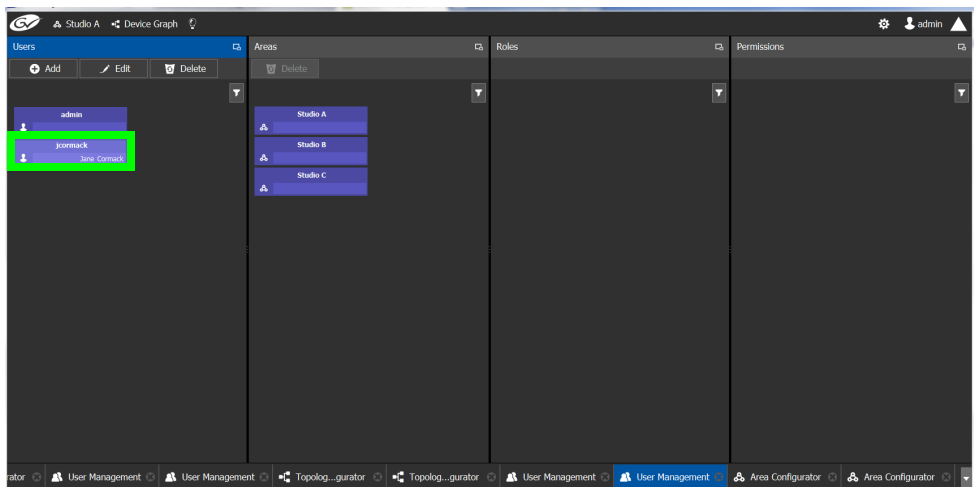 GV Studio A Device Graph admin
Users Areas Roles Permissions
Add Edit Delete Delete
admin Studio A
jcormack Studio B
Jane Cormack
Studio C
rator User Management User Management Topolog...gurator Topolog...gurator User Management User Management Area Configurator Area Configurator